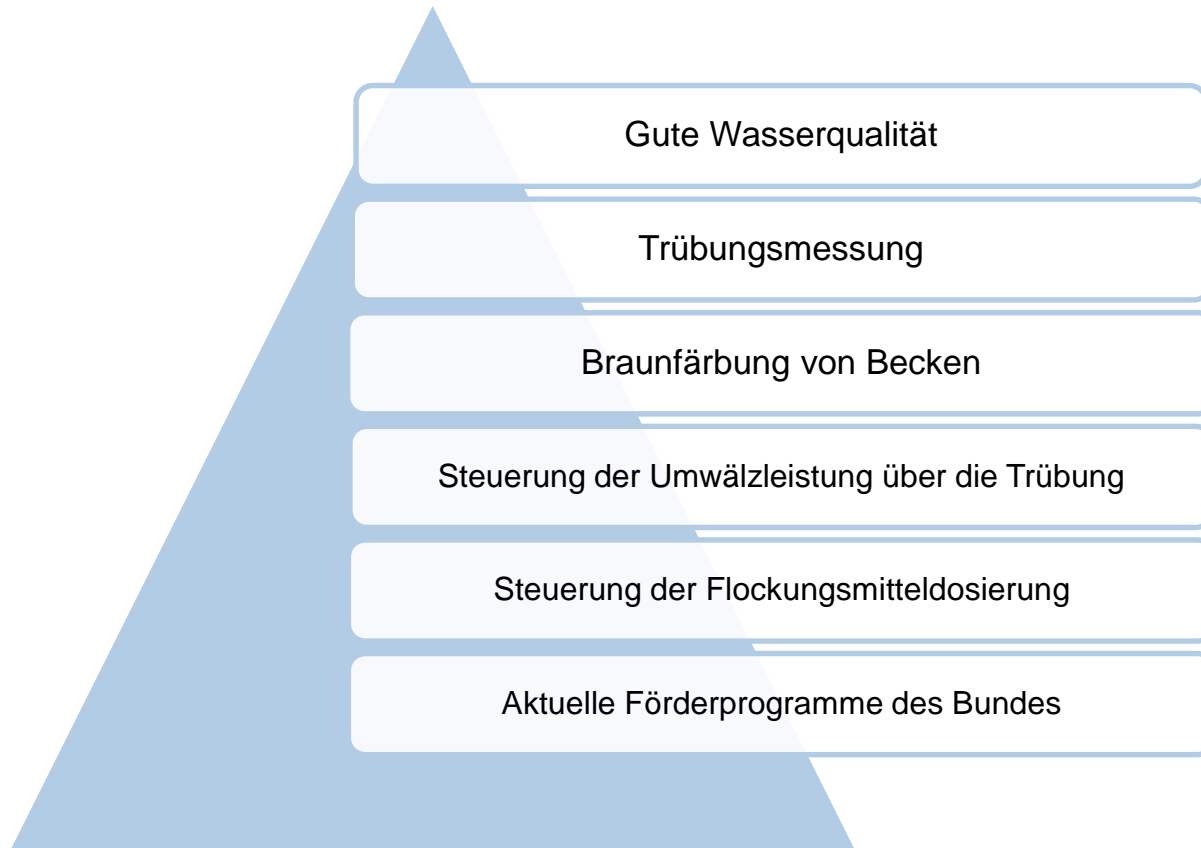 Gute Wasserqualität
Trübungsmessung
Braunfärbung von Becken
Steuerung der Umwälzleistung über die Trübung
Steuerung der Flockungsmitteldosierung
Aktuelle Förderprogramme des Bundes